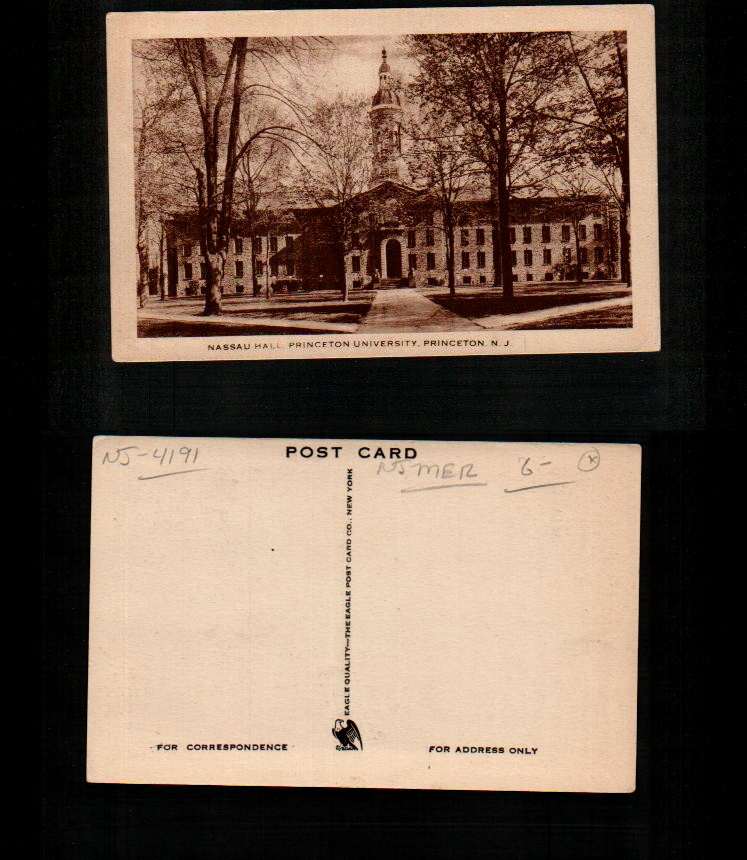 NASSAU HALL, PRINCETON UNIVERSITY, PRINCETON, N. J.
NJ-4191
POST CARD
NJ MER 6-
X
EAGLE QUALITY—THE EAGLE POST CARD CO., NEW YORK
FOR CORRESPONDENCE
FOR ADDRESS ONLY